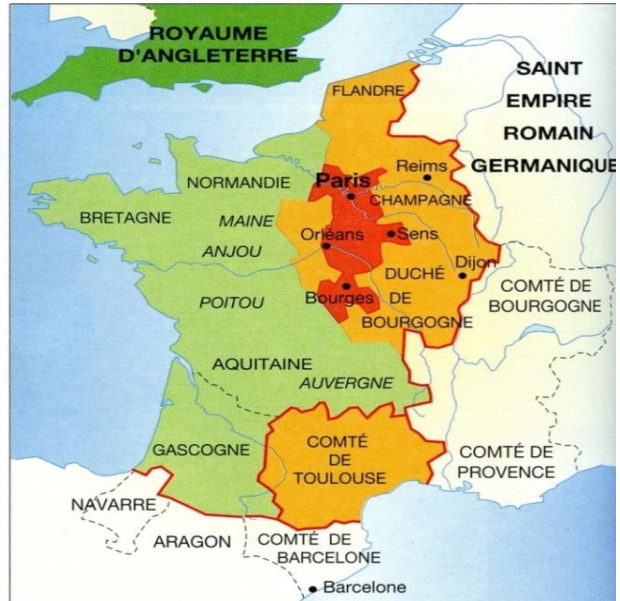 ROYAUME
D'ANGLETERRE
SAINT
EMPIRE
ROMAIN
GERMANIQUE
FLANDRE
Reims
NORMANDIE
Paris
CHAMPAGNE
BRETAGNE
MAINE
ANJOU
Orléans
Sens
DUCHÉ
Dijon
COMTÉ DE
BOURGOGNE
POITOU
Bourges
DE
BOURGOGNE
AQUITAINE
AUVERGNE
GASCOGNE
COMTÉ
DE
TOULOUSE
COMTÉ DE
PROVENCE
NAVARRE
ARAGON
COMTÉ DE
BARCELONE
Barcelone